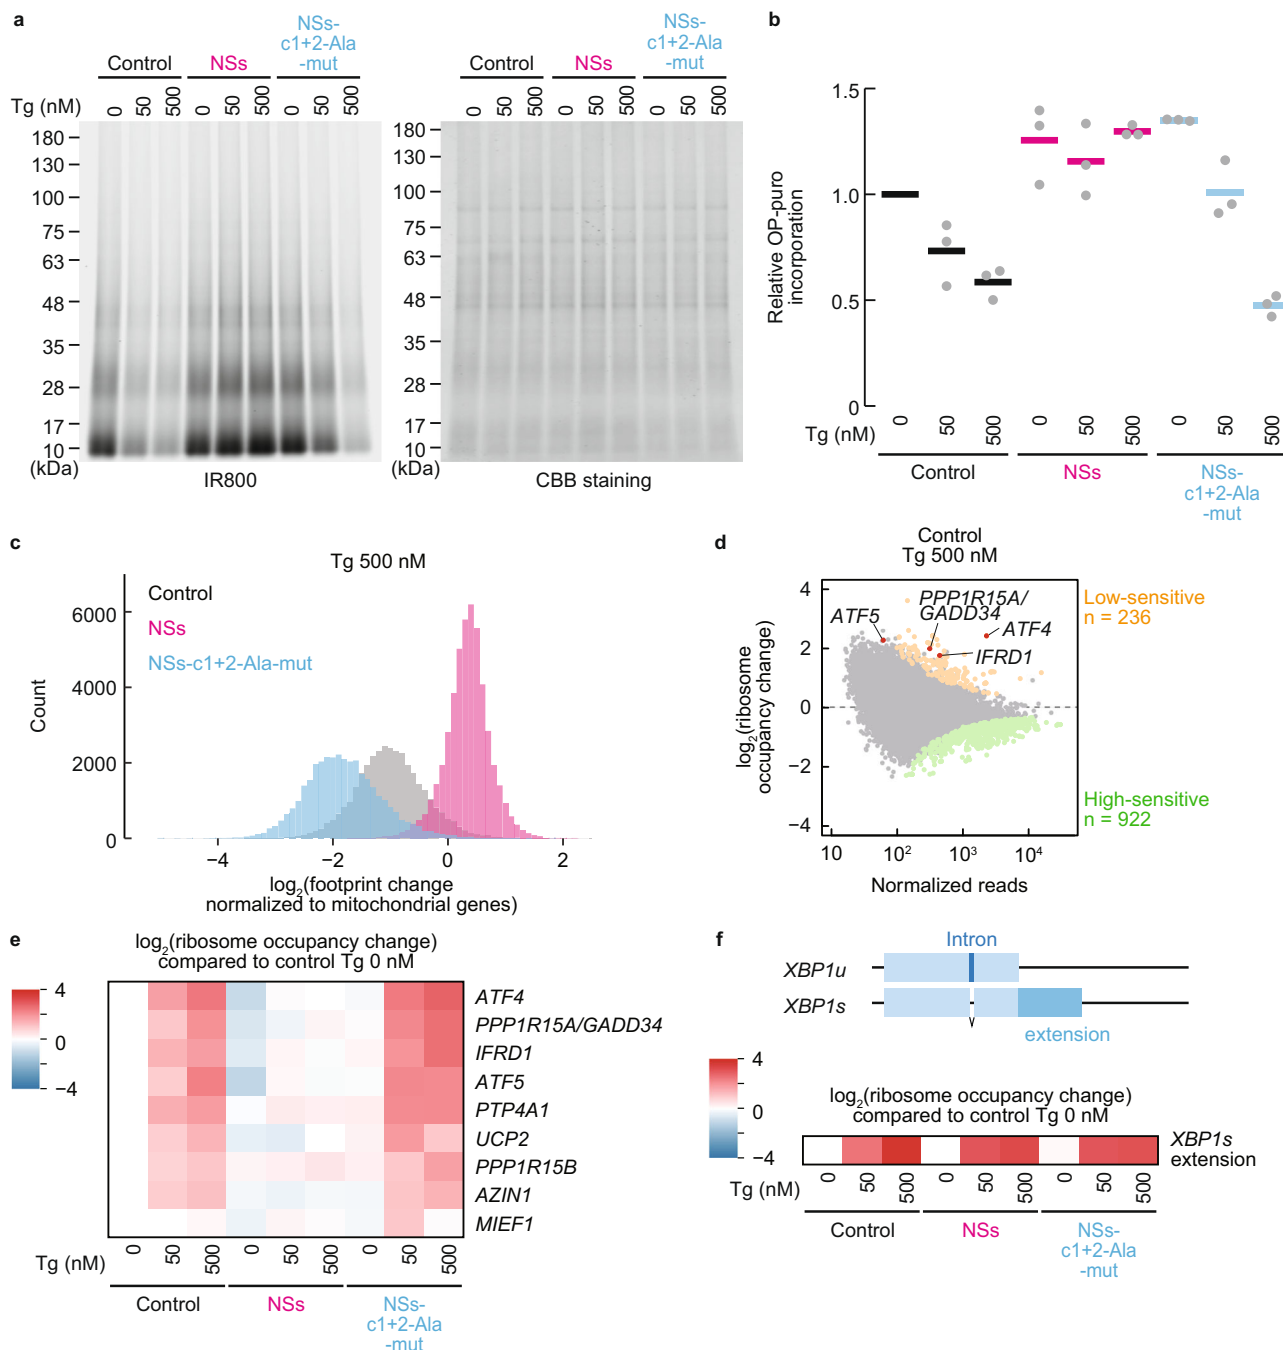 a
NSs-
c1+2-Ala
-mut
Control
NSs
Tg (nM)
0
50
500
0
50
500
0
50
500
180
130
100
75
63
48
35
28
17
10
(kDa)
IR800
NSs-
c1+2-Ala
-mut
Control
NSs
0
50
500
0
50
500
0
50
500
180
130
100
75
63
48
35
28
17
10
(kDa)
CBB staining
b
Relative OP-puro
incorporation
1.5
1.0
0.5
0
Tg (nM)
0
50
500
0
50
500
0
50
500
Control
NSs
NSs-
c1+2-Ala
-mut
c
Tg 500 nM
Control
NSs
NSs-c1+2-Ala-mut
Count
6000
4000
2000
0
−4
−2
0
2
log2(footprint change
normalized to mitochondrial genes)
d
Control
Tg 500 nM
log2(ribosome
occupancy change)
4
2
0
−2
−4
ATF5
PPP1R15A/
GADD34
ATF4
IFRD1
Low-sensitive
n = 236
High-sensitive
n = 922
10
10²
10³
10⁴
Normalized reads
e
log2(ribosome occupancy change)
compared to control Tg 0 nM
4
0
−4
ATF4
PPP1R15A/GADD34
IFRD1
ATF5
PTP4A1
UCP2
PPP1R15B
AZIN1
MIEF1
Tg (nM)
0
50
500
0
50
500
0
50
500
Control
NSs
NSs-
c1+2-Ala
-mut
f
Intron
XBP1u
XBP1s
extension
4
0
−4
log2(ribosome occupancy change)
compared to control Tg 0 nM
XBP1s
extension
Tg (nM)
0
50
500
0
50
500
0
50
500
Control
NSs
NSs-
c1+2-Ala
-mut